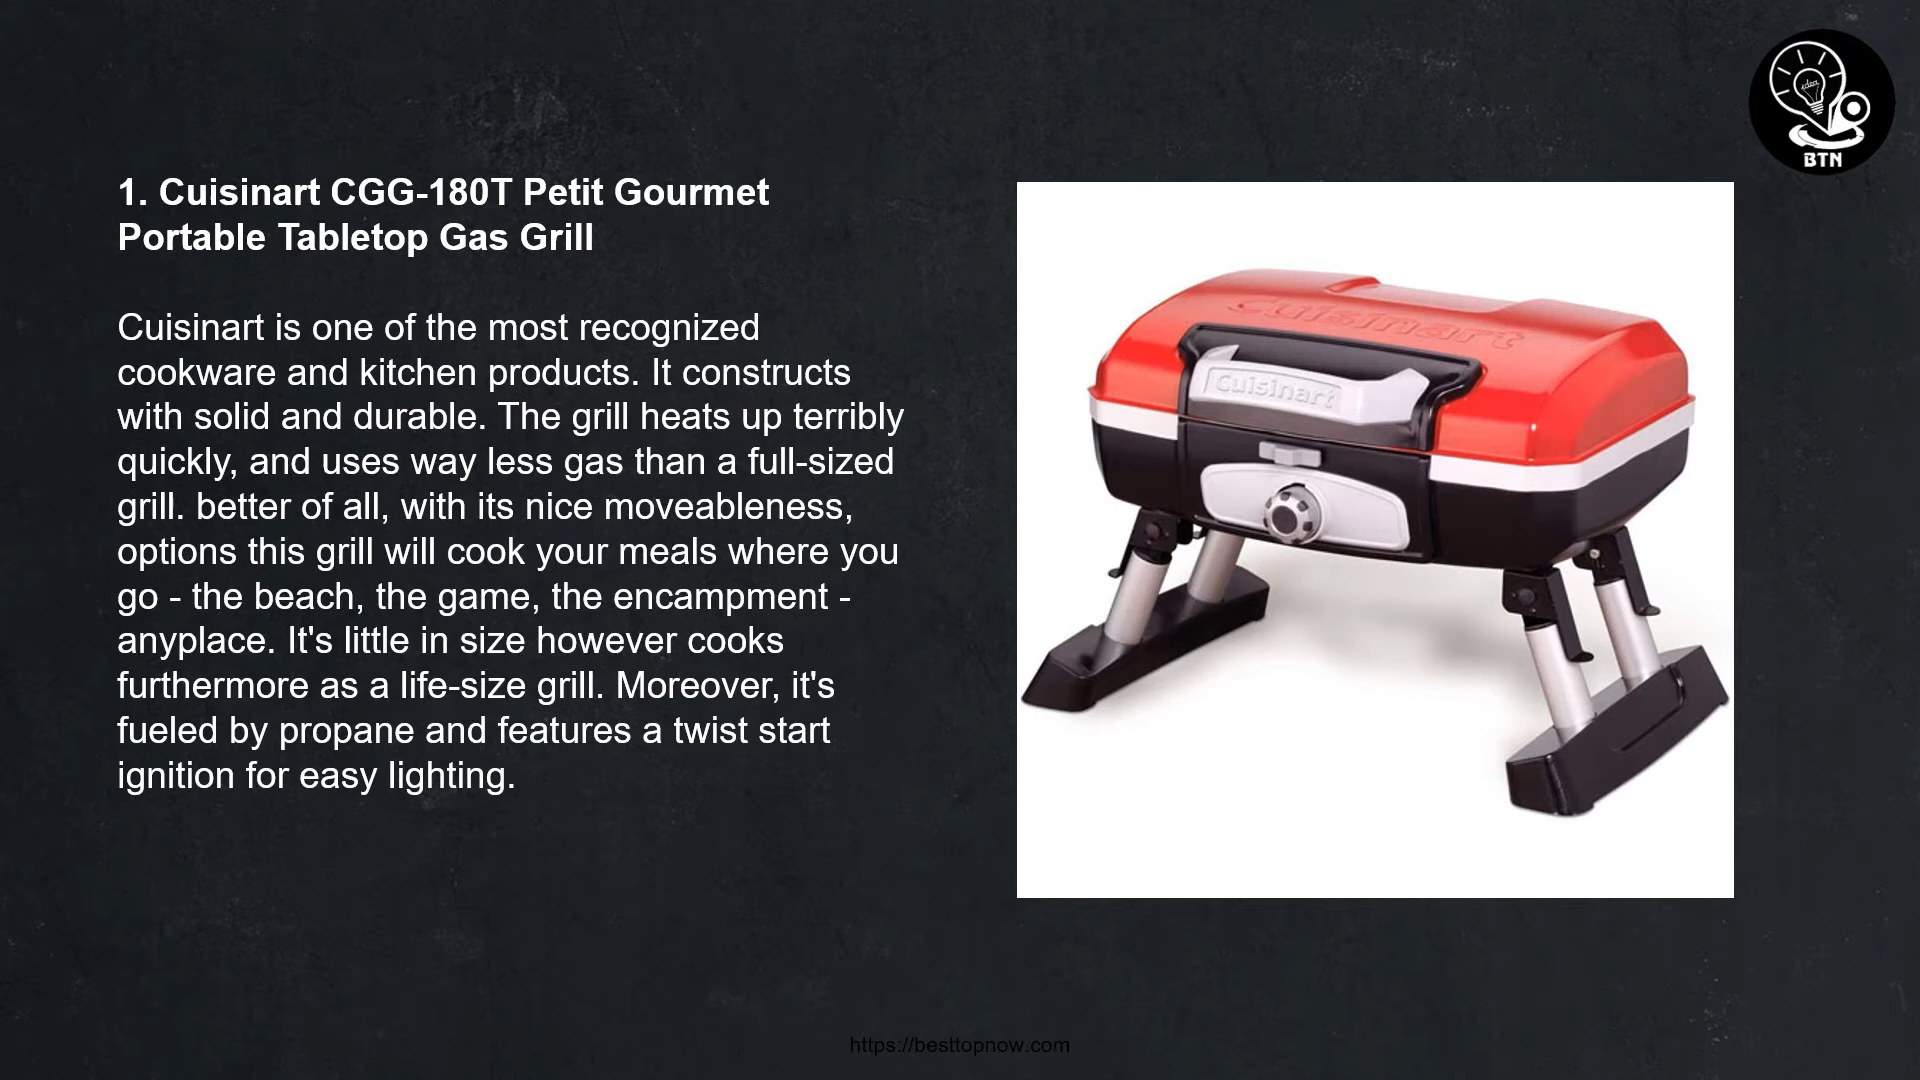 idea
BTN
1. Cuisinart CGG-180T Petit Gourmet
Portable Tabletop Gas Grill
Cuisinart is one of the most recognized
cookware and kitchen products. It constructs
with solid and durable. The grill heats up terribly
quickly, and uses way less gas than a full-sized
grill. better of all, with its nice moveableness,
options this grill will cook your meals where you
go - the beach, the game, the encampment -
anyplace. It's little in size however cooks
furthermore as a life-size grill. Moreover, it's
fueled by propane and features a twist start
ignition for easy lighting.
Cuisinart
Cuisinart
https://besttopnow.com